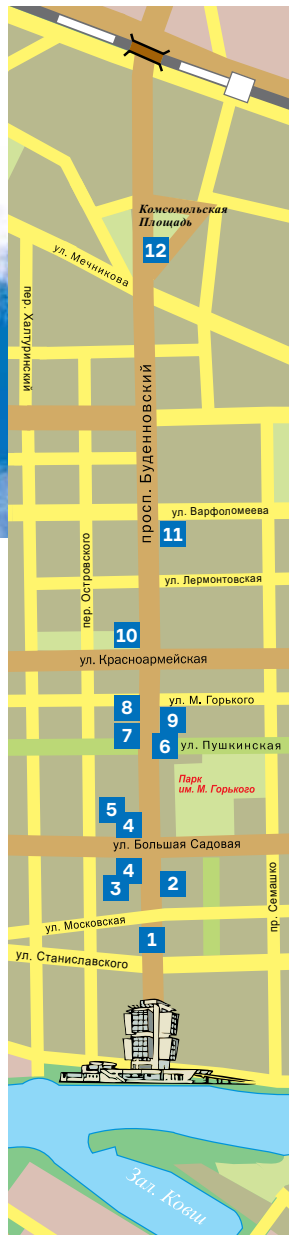 Комсомольская
Площадь
12
ул. Мечникова
пер. Халтуринский
просп. Буденновский
ул. Варфоломеева
11
пер. Островского
ул. Лермонтовская
10
ул. Красноармейская
8
ул. М. Горького
9
7
6
ул. Пушкинская
Парк
им. М. Горького
5
4
ул. Большая Садовая
4
3
2
пр. Семашко
ул. Московская
1
ул. Станиславского
Зал. Ковш